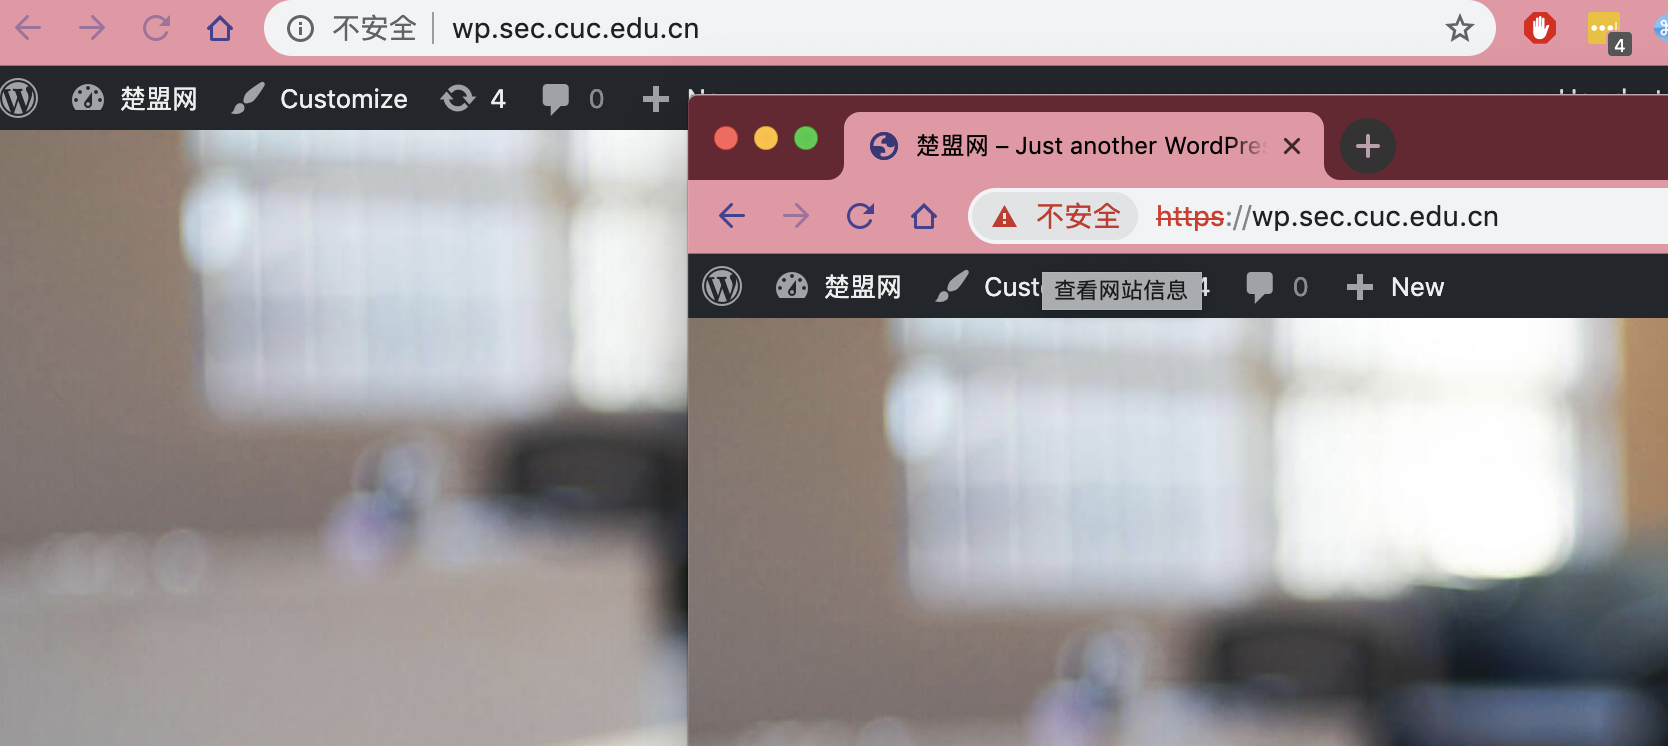 不安全 wp.sec.cuc.edu.cn
4
楚盟网 Customize 4 0
楚盟网 – Just another WordPre
不安全 https://wp.sec.cuc.edu.cn
楚盟网 Cust 4 0 New
查看网站信息